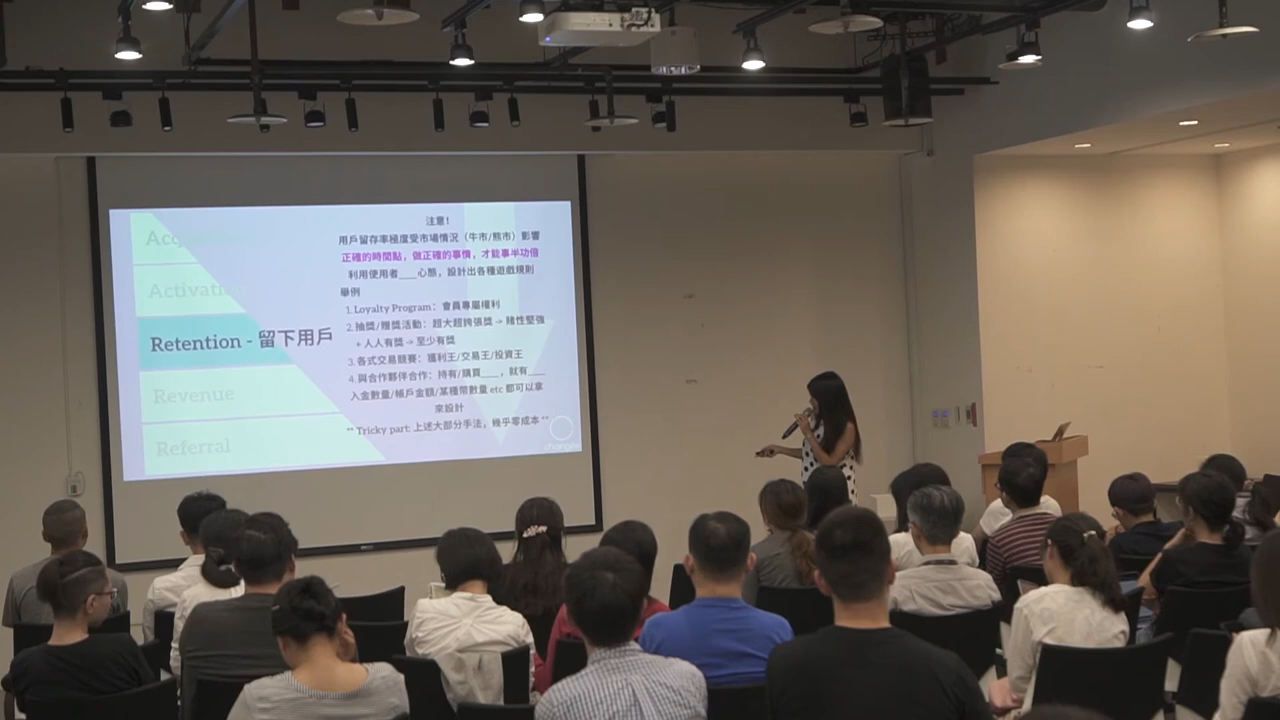 注意！
用戶留存率極度受市場情況（牛市/熊市）影響
正確的時間點，做正確的事情，才能事半功倍
利用使用者___心態，設計出各種遊戲規則
舉例
1. Loyalty Program：會員專屬權利
2. 抽獎/贈獎活動：超大超誇張獎 -> 賭性堅強
+ 人人有獎 -> 至少有獎
3. 各式交易競賽：獲利王/交易王/投資王
4. 與合作夥伴合作：持有/購買___，就有___
入金數量/帳戶金額/某種幣數量 etc 都可以拿
來設計
** Tricky part: 上述大部分手法，幾乎零成本 **
Activation
Retention - 留下用戶
Revenue
Referral